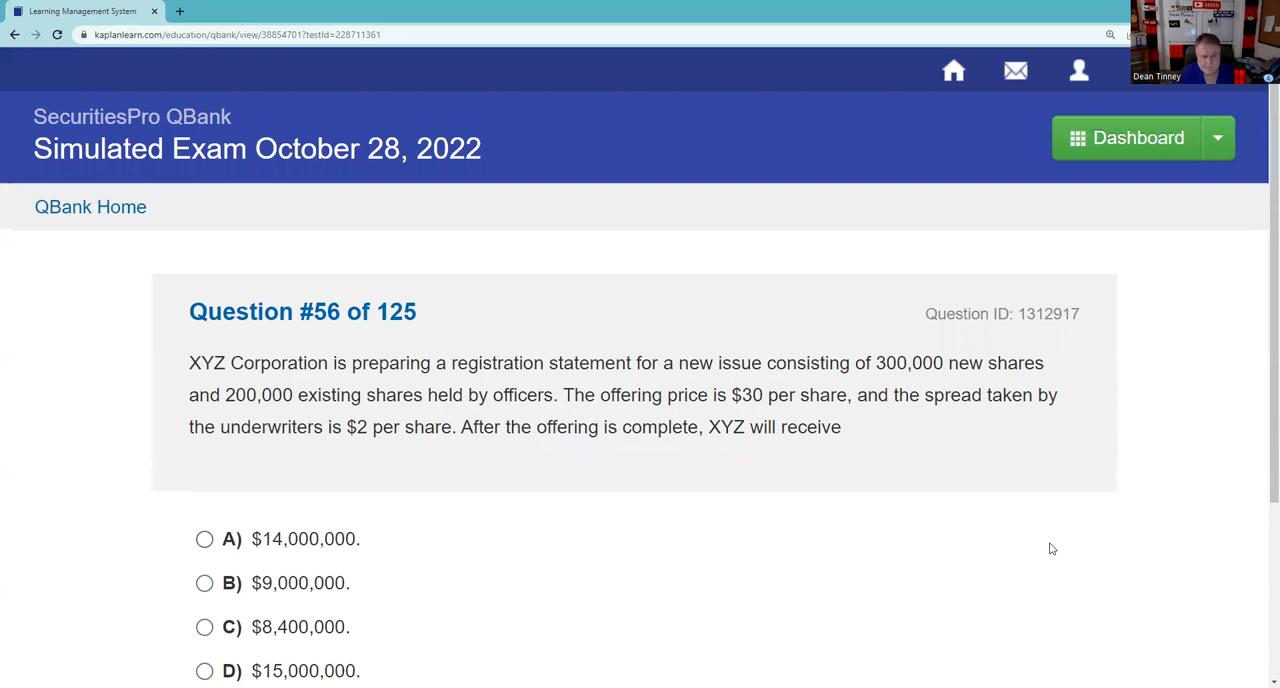 Learning Management System
kaplanlearn.com/education/qbank/view/38854701?testId=228711361
Dean Tinney
SecuritiesPro QBank
Simulated Exam October 28, 2022
Dashboard
QBank Home
Question #56 of 125
Question ID: 1312917
XYZ Corporation is preparing a registration statement for a new issue consisting of 300,000 new shares
and 200,000 existing shares held by officers. The offering price is $30 per share, and the spread taken by
the underwriters is $2 per share. After the offering is complete, XYZ will receive
A) $14,000,000.
B) $9,000,000.
C) $8,400,000.
D) $15,000,000.